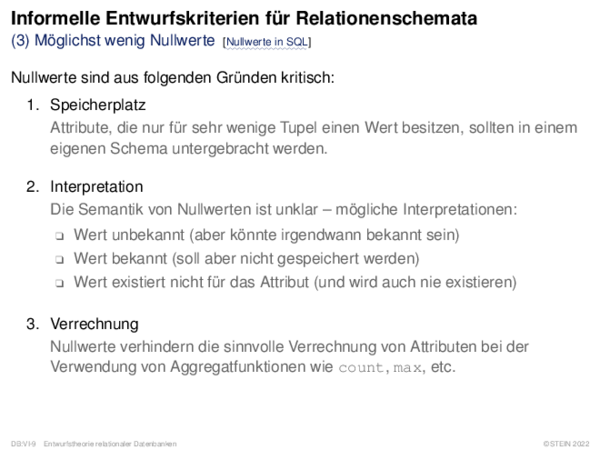 Informelle Entwurfskriterien für Relationenschemata
(3) Möglichst wenig Nullwerte [Nullwerte in SQL]
Nullwerte sind aus folgenden Gründen kritisch:
1. Speicherplatz
Attribute, die nur für sehr wenige Tupel einen Wert besitzen, sollten in einem
eigenen Schema untergebracht werden.
2. Interpretation
Die Semantik von Nullwerten ist unklar – mögliche Interpretationen:
❑ Wert unbekannt (aber könnte irgendwann bekannt sein)
❑ Wert bekannt (soll aber nicht gespeichert werden)
❑ Wert existiert nicht für das Attribut (und wird auch nie existieren)
3. Verrechnung
Nullwerte verhindern die sinnvolle Verrechnung von Attributen bei der
Verwendung von Aggregatfunktionen wie count, max, etc.
DB:VI-9 Entwurfstheorie relationaler Datenbanken ©STEIN 2022